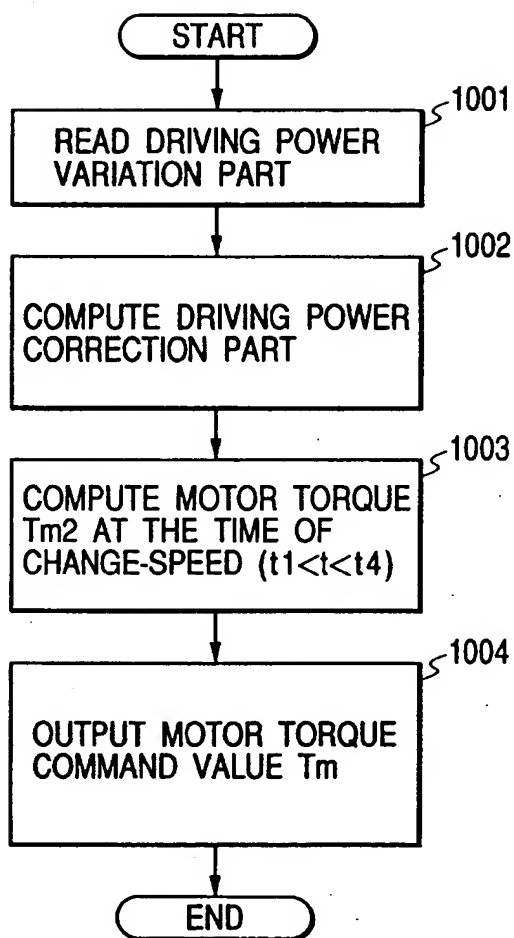 START
1001
READ DRIVING POWER
VARIATION PART
1002
COMPUTE DRIVING POWER
CORRECTION PART
1003
COMPUTE MOTOR TORQUE
Tm2 AT THE TIME OF
CHANGE-SPEED (t1<t<t4)
1004
OUTPUT MOTOR TORQUE
COMMAND VALUE Tm
END